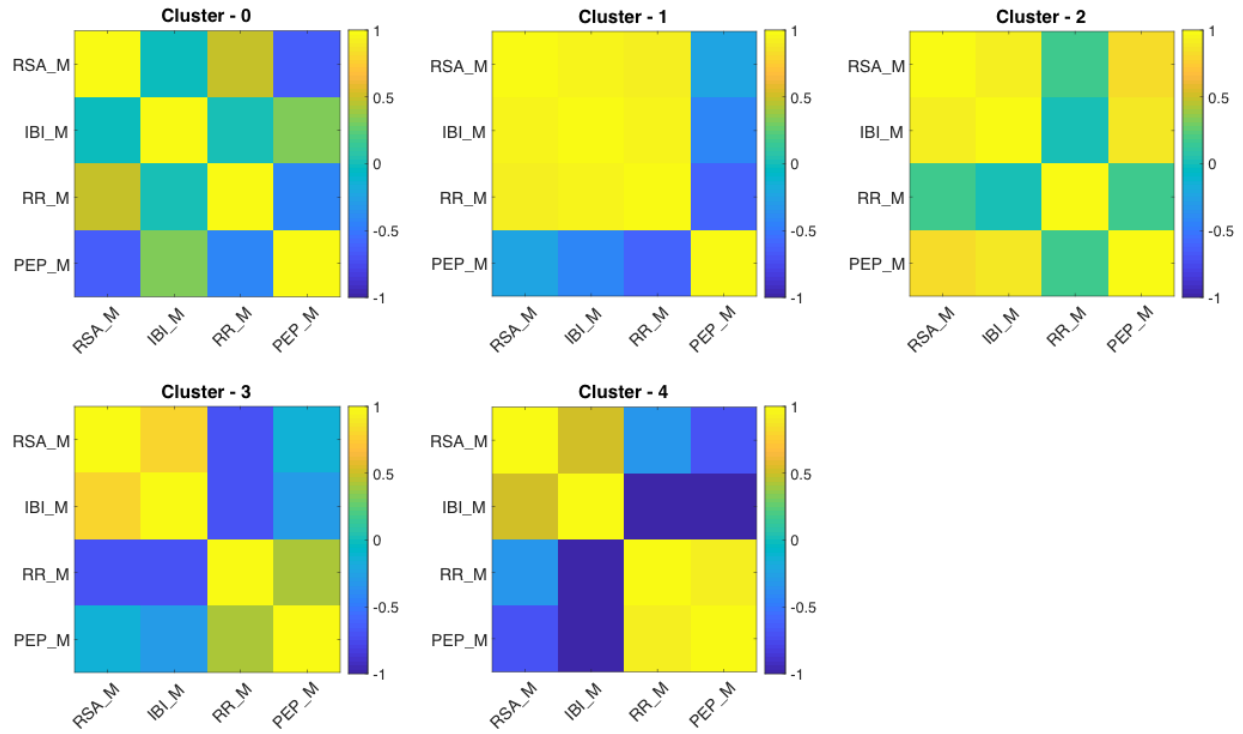 Cluster - 0
RSA_M
IBI_M
RR_M
PEP_M
RSA_M
IBI_M
RR_M
PEP_M
1
0.5
0
-0.5
-1
Cluster - 1
RSA_M
IBI_M
RR_M
PEP_M
RSA_M
IBI_M
RR_M
PEP_M
1
0.5
0
-0.5
-1
Cluster - 2
RSA_M
IBI_M
RR_M
PEP_M
RSA_M
IBI_M
RR_M
PEP_M
1
0.5
0
-0.5
-1
Cluster - 3
RSA_M
IBI_M
RR_M
PEP_M
RSA_M
IBI_M
RR_M
PEP_M
1
0.5
0
-0.5
-1
Cluster - 4
RSA_M
IBI_M
RR_M
PEP_M
RSA_M
IBI_M
RR_M
PEP_M
1
0.5
0
-0.5
-1